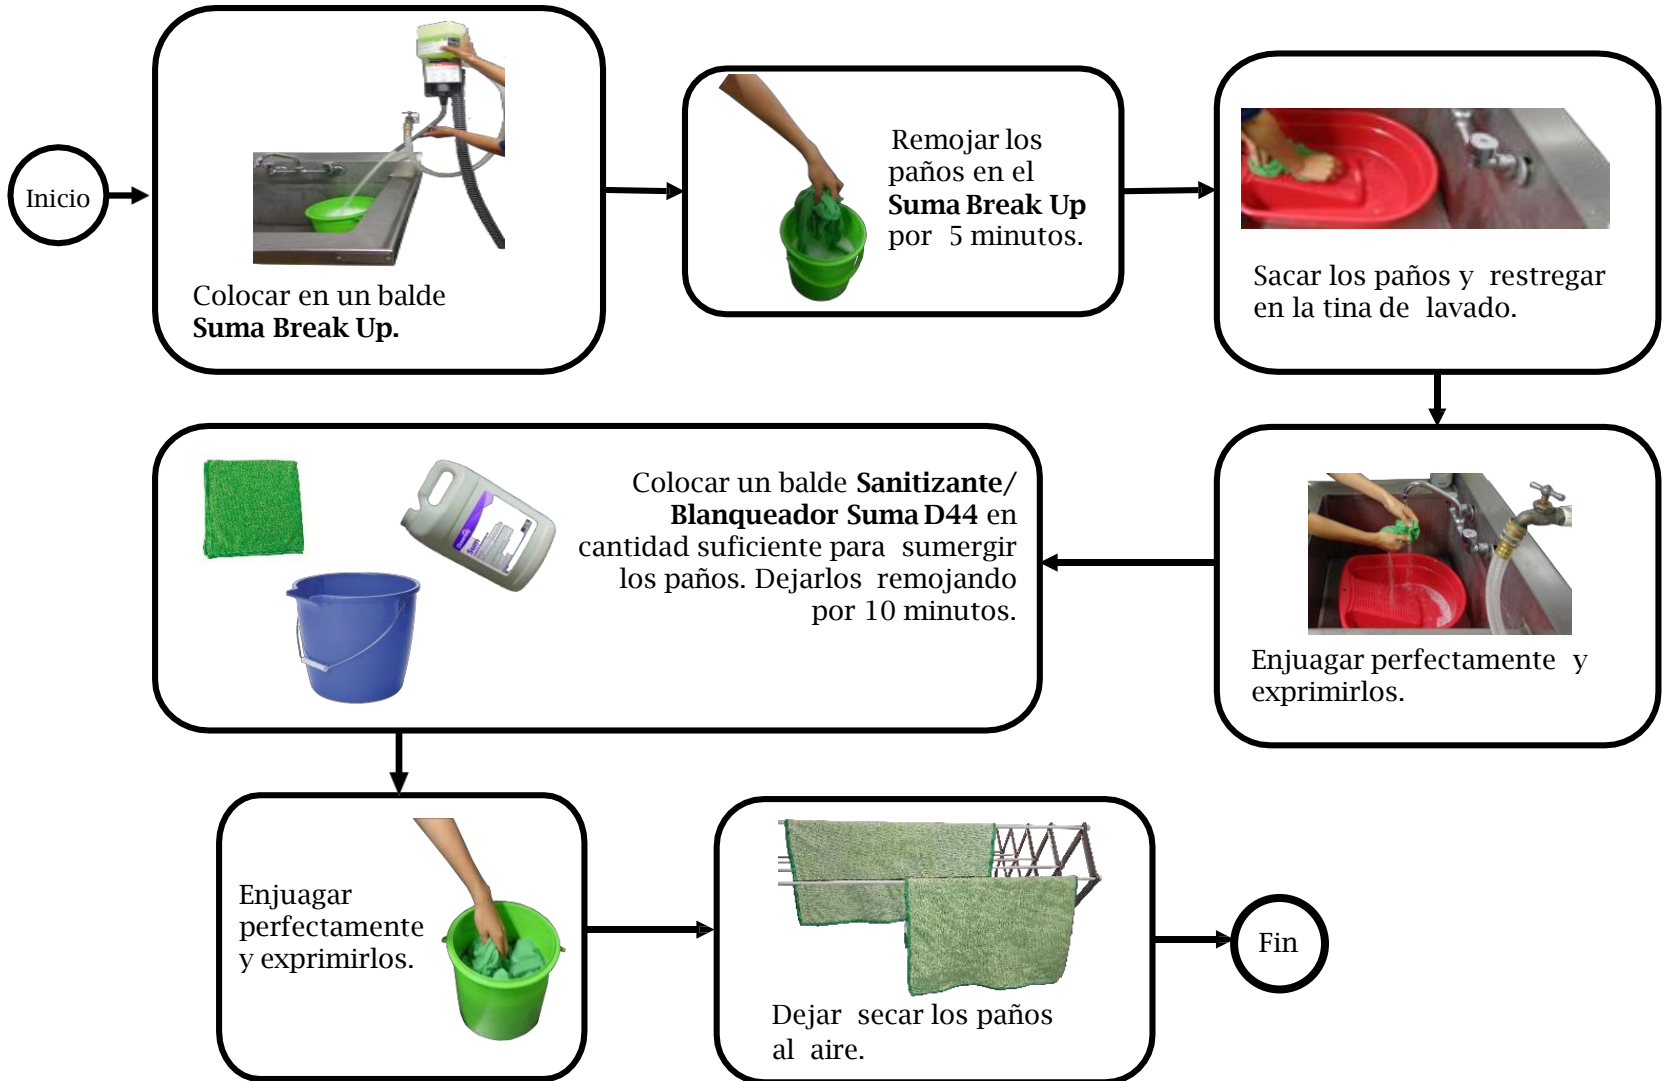 Inicio
Colocar en un balde
Suma Break Up.
Remojar los
paños en el
Suma Break Up
por 5 minutos.
Sacar los paños y restregar
en la tina de lavado.
Enjuagar perfectamente y
exprimirlos.
Colocar un balde Sanitizante/
Blanqueador Suma D44 en
cantidad suficiente para sumergir
los paños. Dejarlos remojando
por 10 minutos.
Enjuagar
perfectamente
y exprimirlos.
Dejar secar los paños
al aire.
Fin